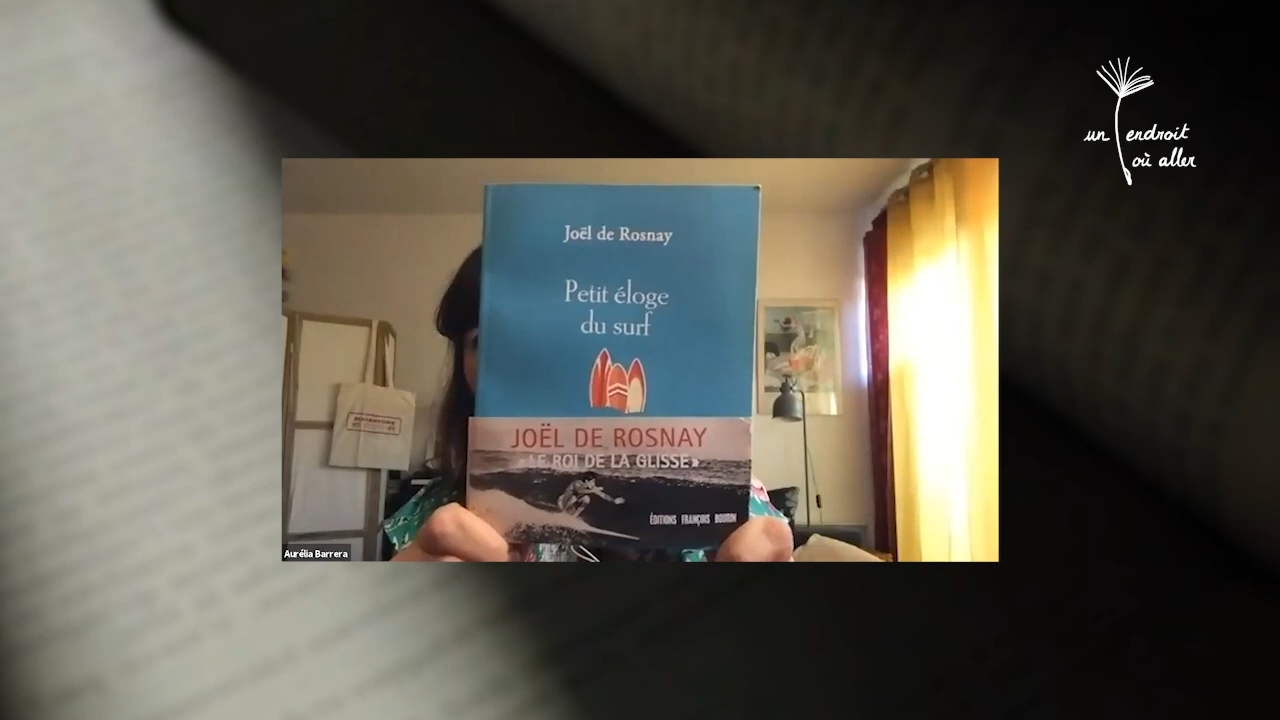 un endroit
où aller
Joël de Rosnay
Petit éloge
du surf
JOËL DE ROSNAY
« LE ROI DE LA GLISSE »
ÉDITIONS FRANÇOIS BOURIN
Aurélia Barrera